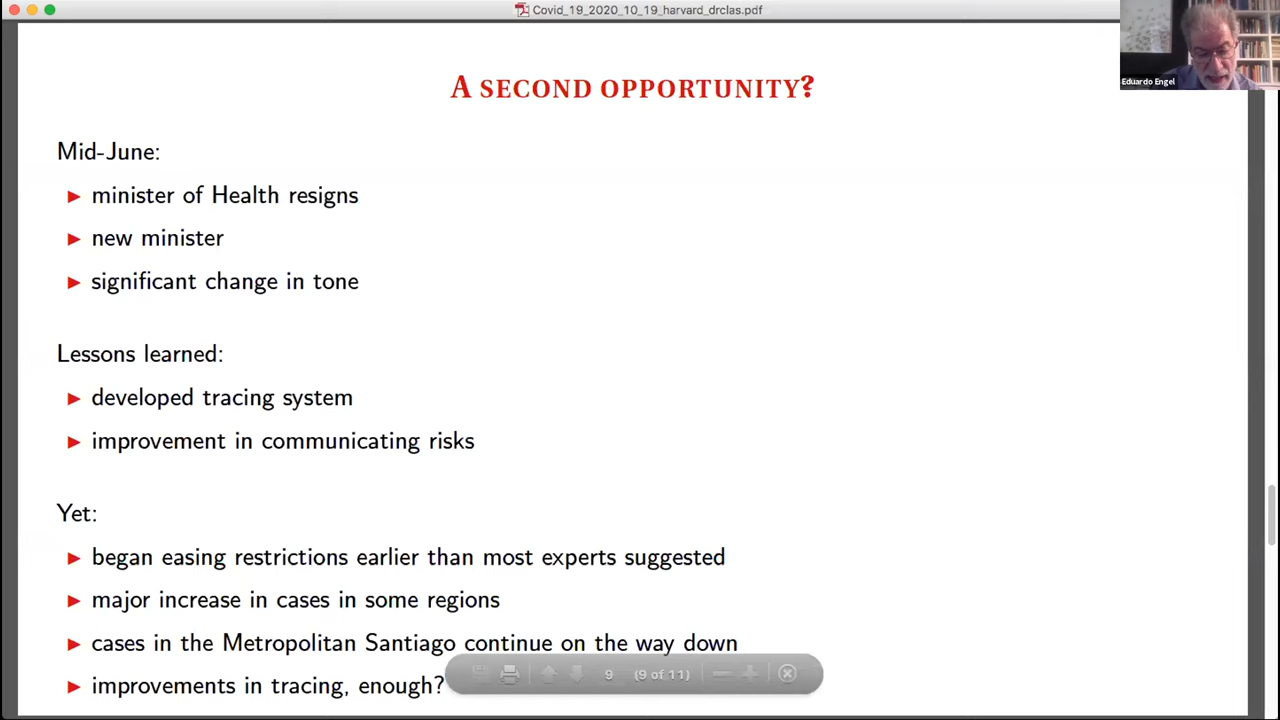 Covid_19_2020_10_19_harvard_drclas.pdf
Eduardo Engel
A SECOND OPPORTUNITY?
Mid-June:
► minister of Health resigns
► new minister
► significant change in tone
Lessons learned:
► developed tracing system
► improvement in communicating risks
Yet:
► began easing restrictions earlier than most experts suggested
► major increase in cases in some regions
► cases in the Metropolitan Santiago continue on the way down
► improvements in tracing, enough?
9 (9 of 11)